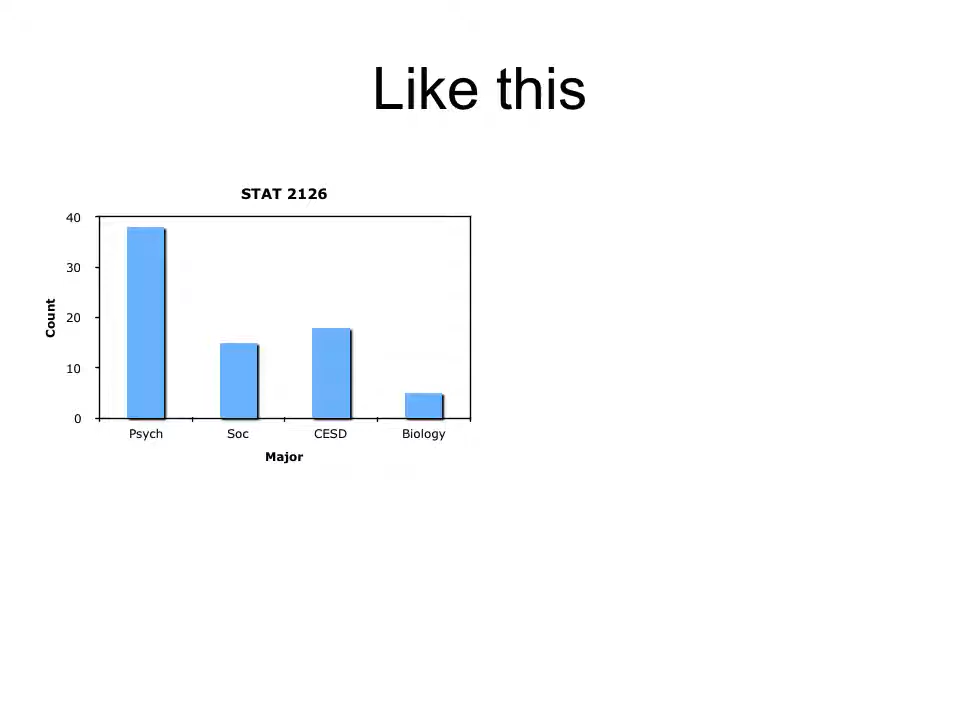 Like this
STAT 2126
40
30
20
10
0
Count
Psych Soc CESD Biology
Major